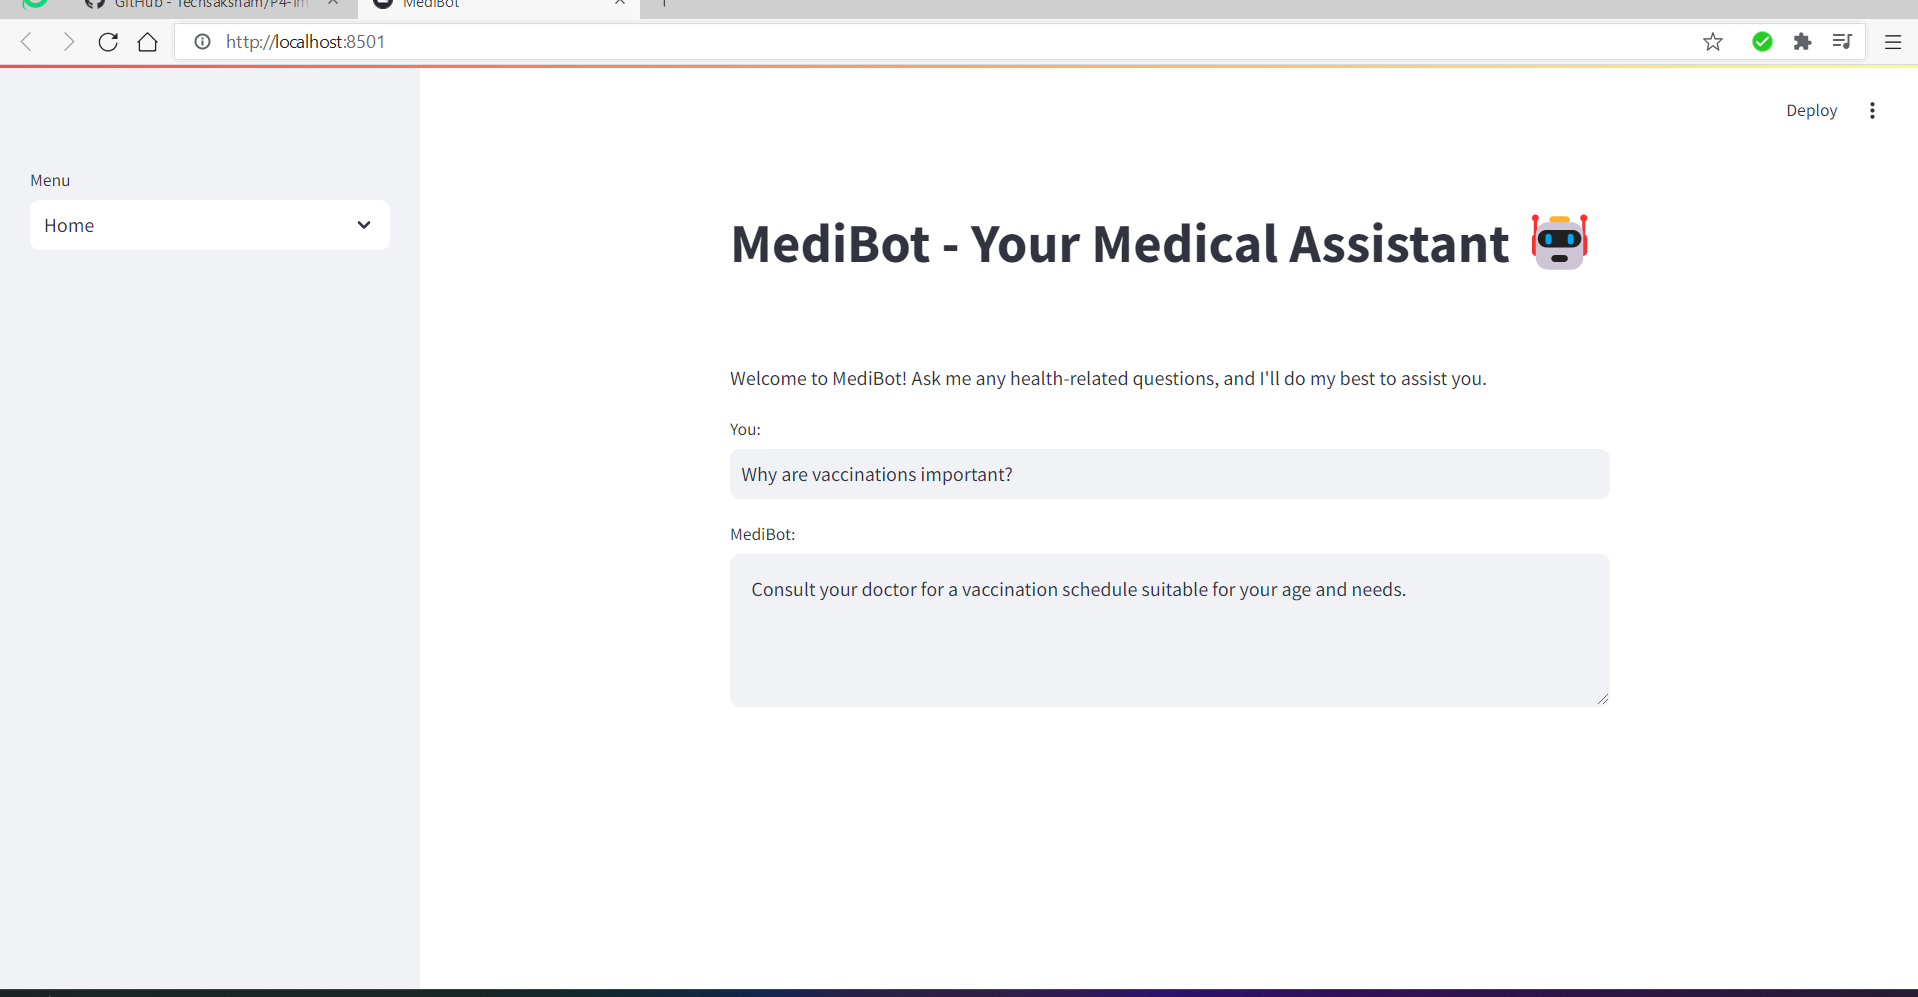 GitHub - Techsaksham/P4-Im
MediBot
http://localhost:8501
Deploy
Menu
Home
MediBot - Your Medical Assistant
Welcome to MediBot! Ask me any health-related questions, and I'll do my best to assist you.
You:
Why are vaccinations important?
MediBot:
Consult your doctor for a vaccination schedule suitable for your age and needs.